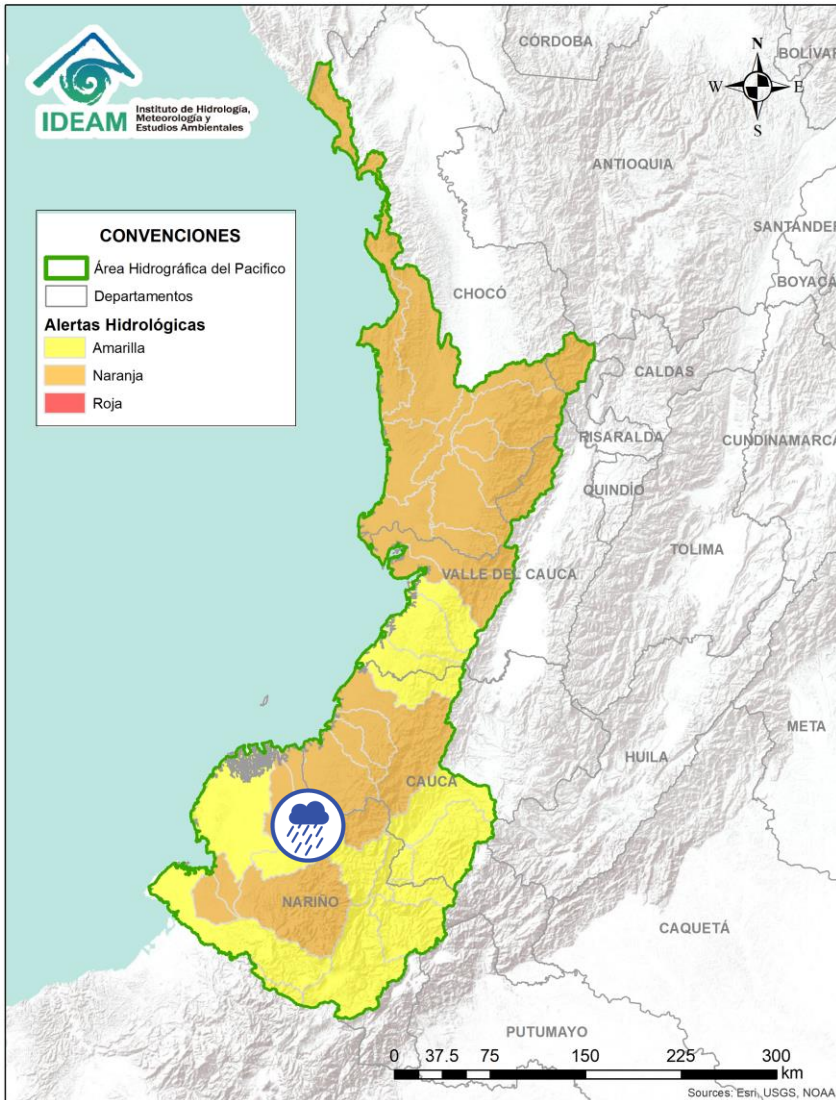 CÓRDOBA
BOLÍVAR
N
W
E
S
IDEAM
Instituto de Hidrología,
Meteorología y
Estudios Ambientales
ANTIOQUIA
SANTANDER
CONVENCIONES
Área Hidrográfica del Pacifico
Departamentos
Alertas Hidrológicas
Amarilla
Naranja
Roja
BOYACÁ
CHOCÓ
CALDAS
RISARALDA
CUNDINAMARCA
QUINDÍO
TOLIMA
VALLE DEL CAUCA
META
HUILA
CAUCA
NARIÑO
CAQUETÁ
PUTUMAYO
0 37.5 75 150 225 300
km
Sources: Esri, USGS, NOAA